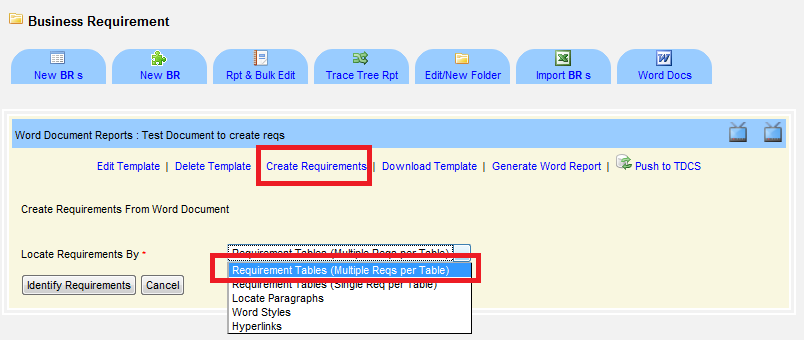 Business Requirement
New BR s
New BR
Rpt & Bulk Edit
Trace Tree Rpt
Edit/New Folder
Import BR s
Word Docs
Word Document Reports : Test Document to create reqs
Edit Template | Delete Template | Create Requirements | Download Template | Generate Word Report | Push to TDCS
Create Requirements From Word Document
Locate Requirements By * Requirement Tables (Multiple Reqs per Table)
Requirement Tables (Multiple Reqs per Table)
Requirement Tables (Single Req per Table)
Locate Paragraphs
Word Styles
Hyperlinks
Identify Requirements Cancel